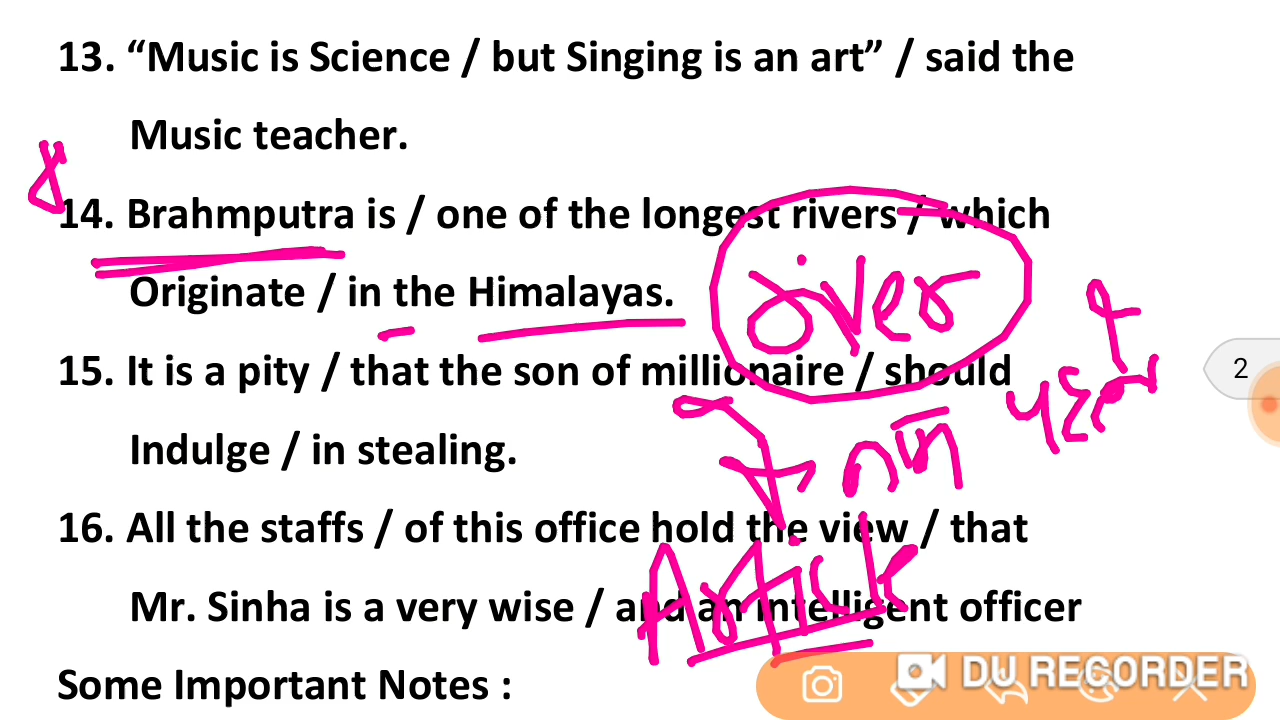 13. “Music is Science / but Singing is an art” / said the
Music teacher.
14. Brahmputra is / one of the longest rivers / which
Originate / in the Himalayas.
river
2
15. It is a pity / that the son of millionaire / should
Indulge / in stealing.
16. All the staffs / of this office hold the view / that
Article
Mr. Sinha is a very wise / and an intelligent officer
Some Important Notes :
DU RECORDER